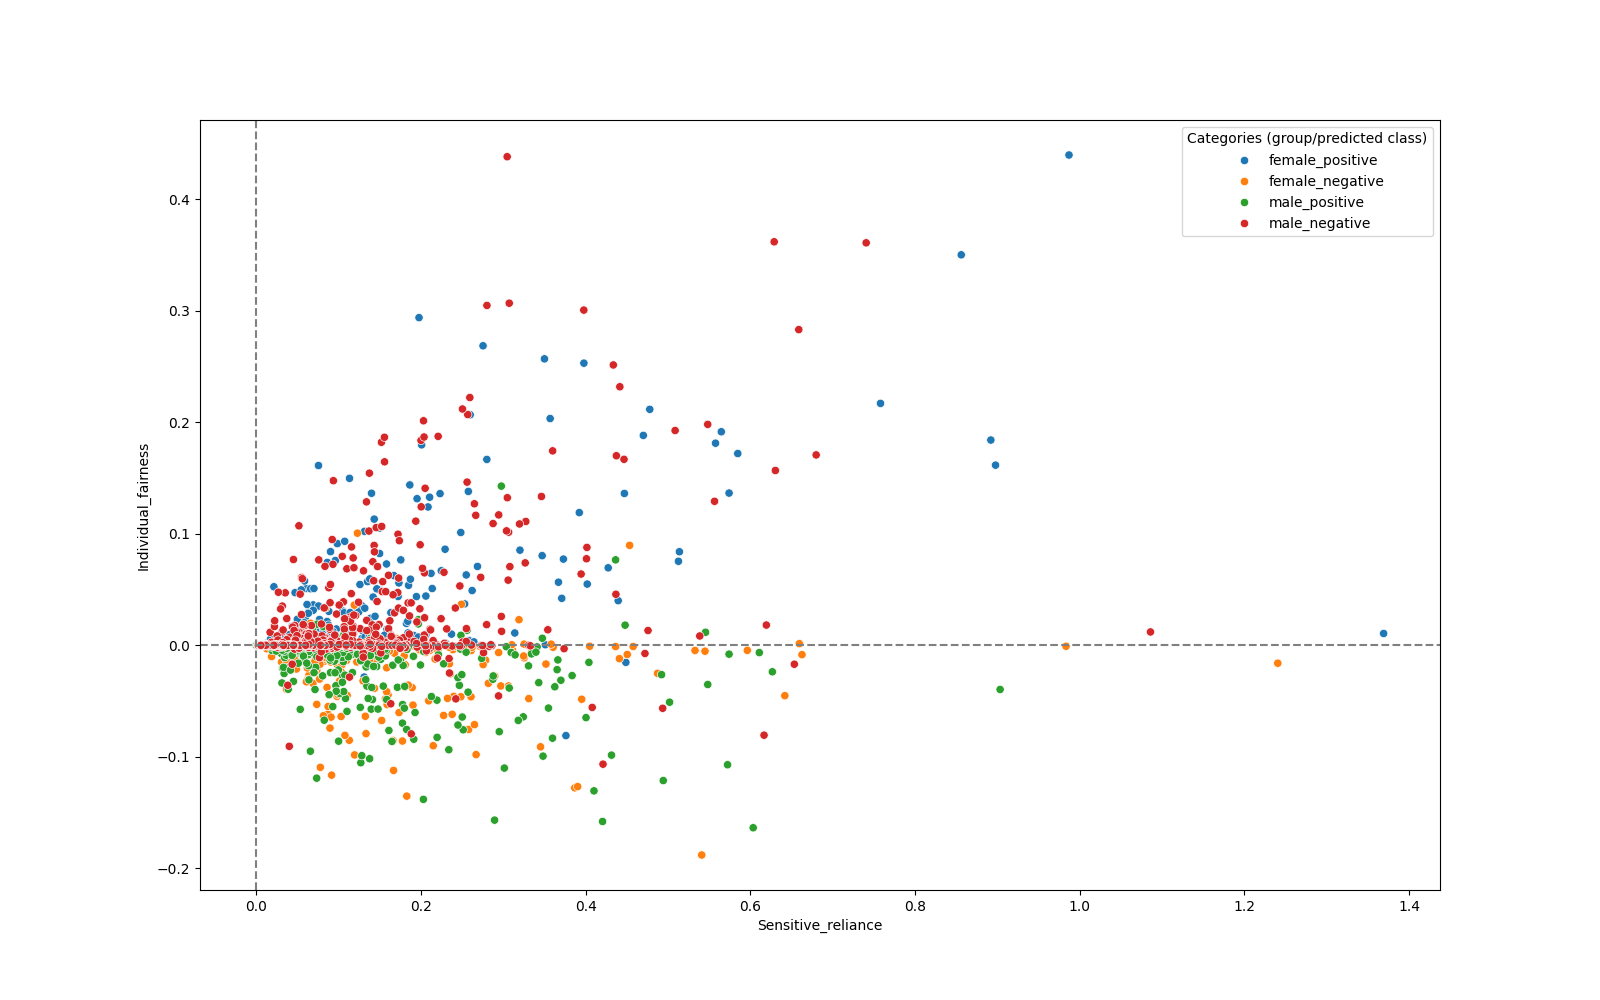 Categories (group/predicted class)
female_positive
female_negative
male_positive
male_negative
0.4
0.3
0.2
0.1
0.0
−0.1
−0.2
Individual_fairness
0.0 0.2 0.4 0.6 0.8 1.0 1.2 1.4
Sensitive_reliance